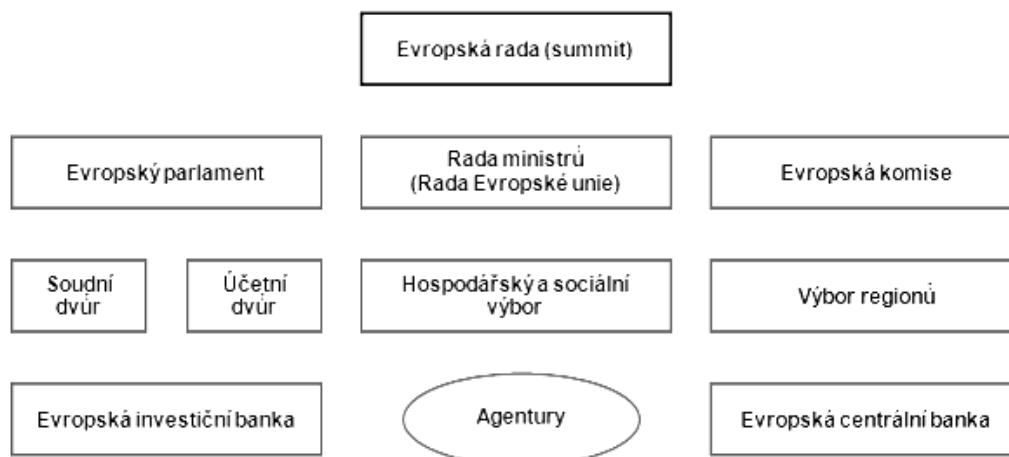 Evropská rada (summit)
Evropský parlament
Rada ministrů
(Rada Evropské unie)
Evropská komise
Soudní
dvůr
Účetní
dvůr
Hospodářský a sociální
výbor
Výbor regionů
Evropská investiční banka
Agentury
Evropská centrální banka